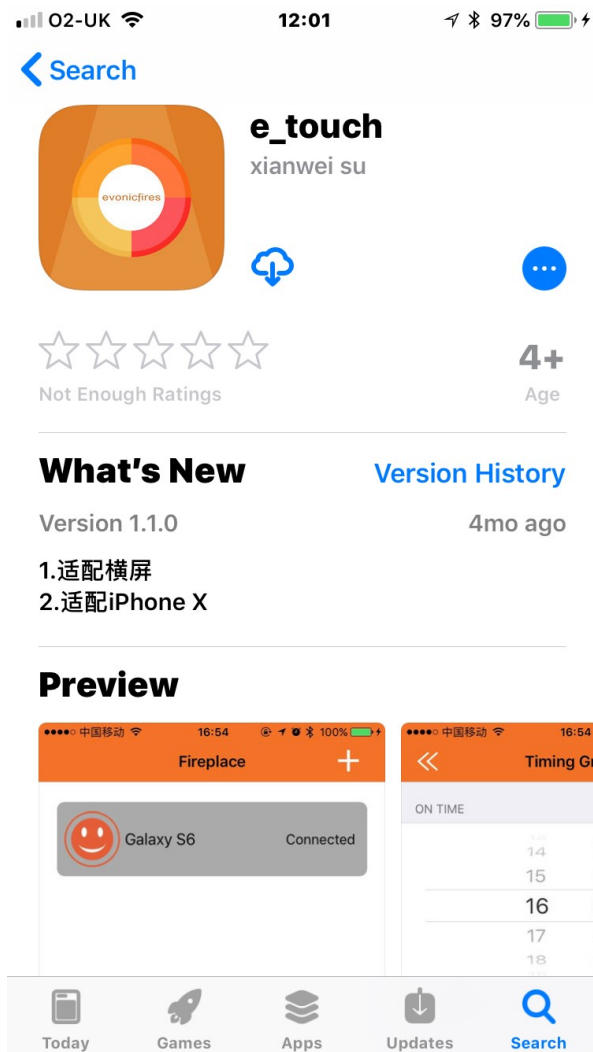 O2-UK 12:01 97%
Search
evonicfires
e_touch
xianwei su
Not Enough Ratings
4+
Age
What's New Version History
Version 1.1.0 4mo ago
1.适配横屏
2.适配iPhone X
Preview
中国移动 16:54 100%
Fireplace +
Galaxy S6 Connected
中国移动 16:54
Timing Gr
ON TIME
14
15
16
17
18
Today Games Apps Updates Search